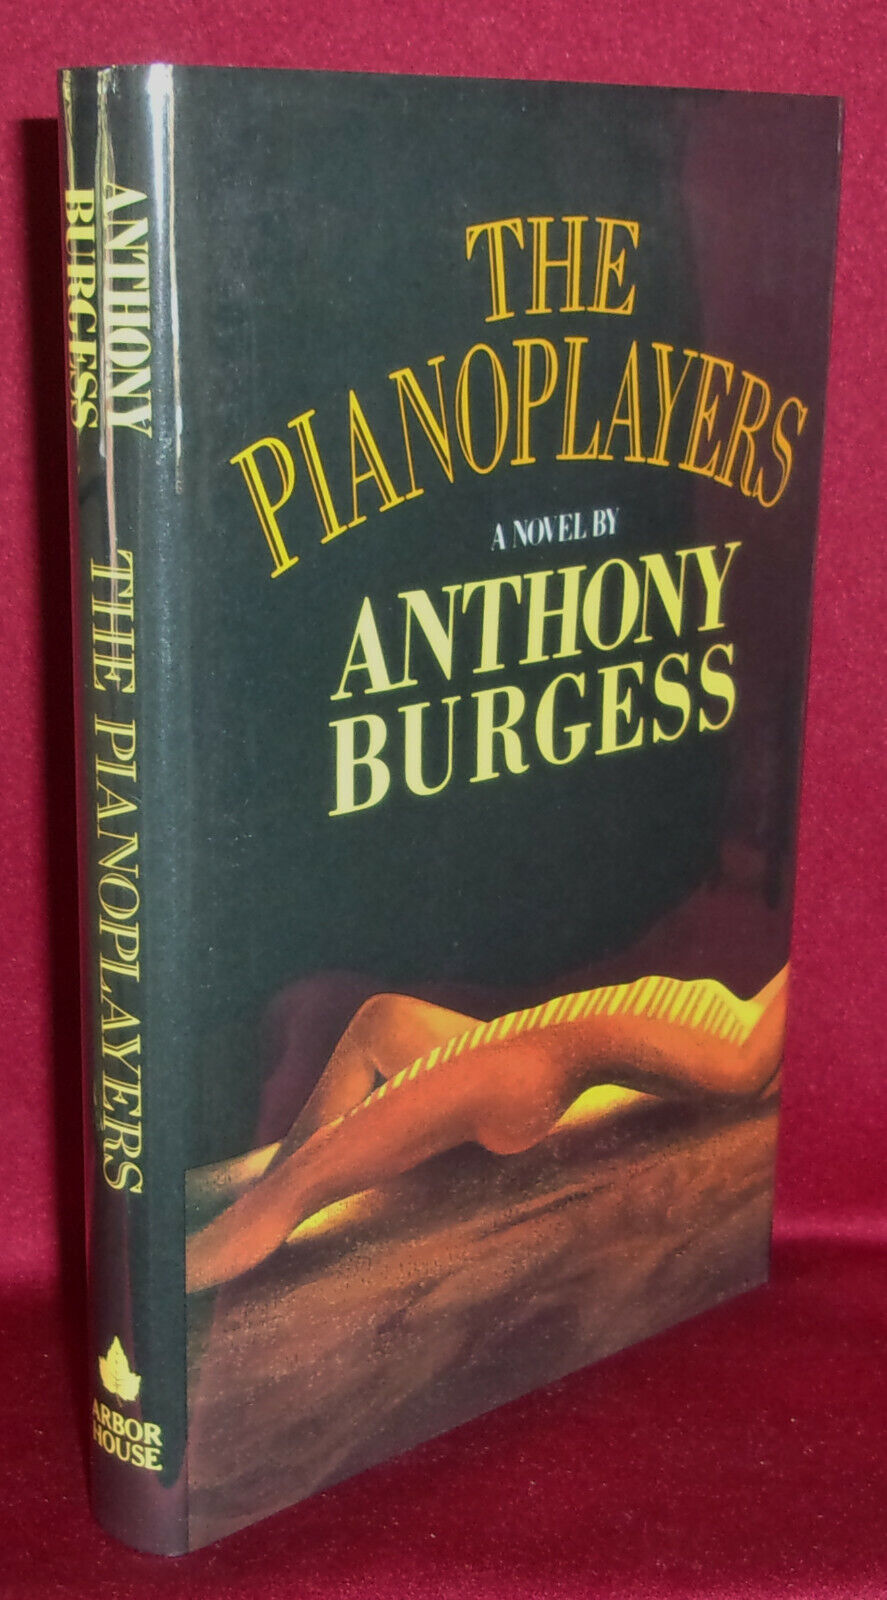 ANTHONY
BURGESS
THE PIANOPLAYERS
ARBOR
HOUSE
THE
PIANOPLAYERS
A NOVEL BY
ANTHONY
BURGESS